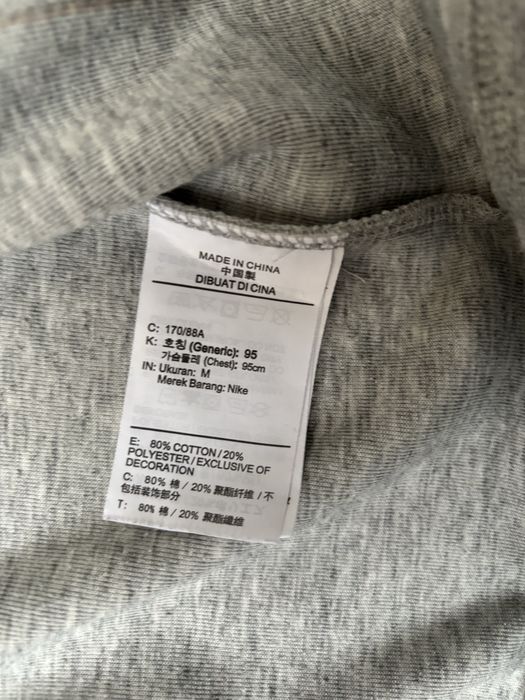 MADE IN CHINA
中国製
DIBUAT DI CINA
C: 170/88A
K: 호칭 (Generic): 95
가슴둘레 (Chest): 95cm
IN: Ukuran: M
Merek Barang: Nike
E: 80% COTTON / 20%
POLYESTER / EXCLUSIVE OF
DECORATION
C: 80% 棉 / 20% 聚酯纤维 / 不
包括装饰部分
T: 80% 棉 / 20% 聚酯纖維